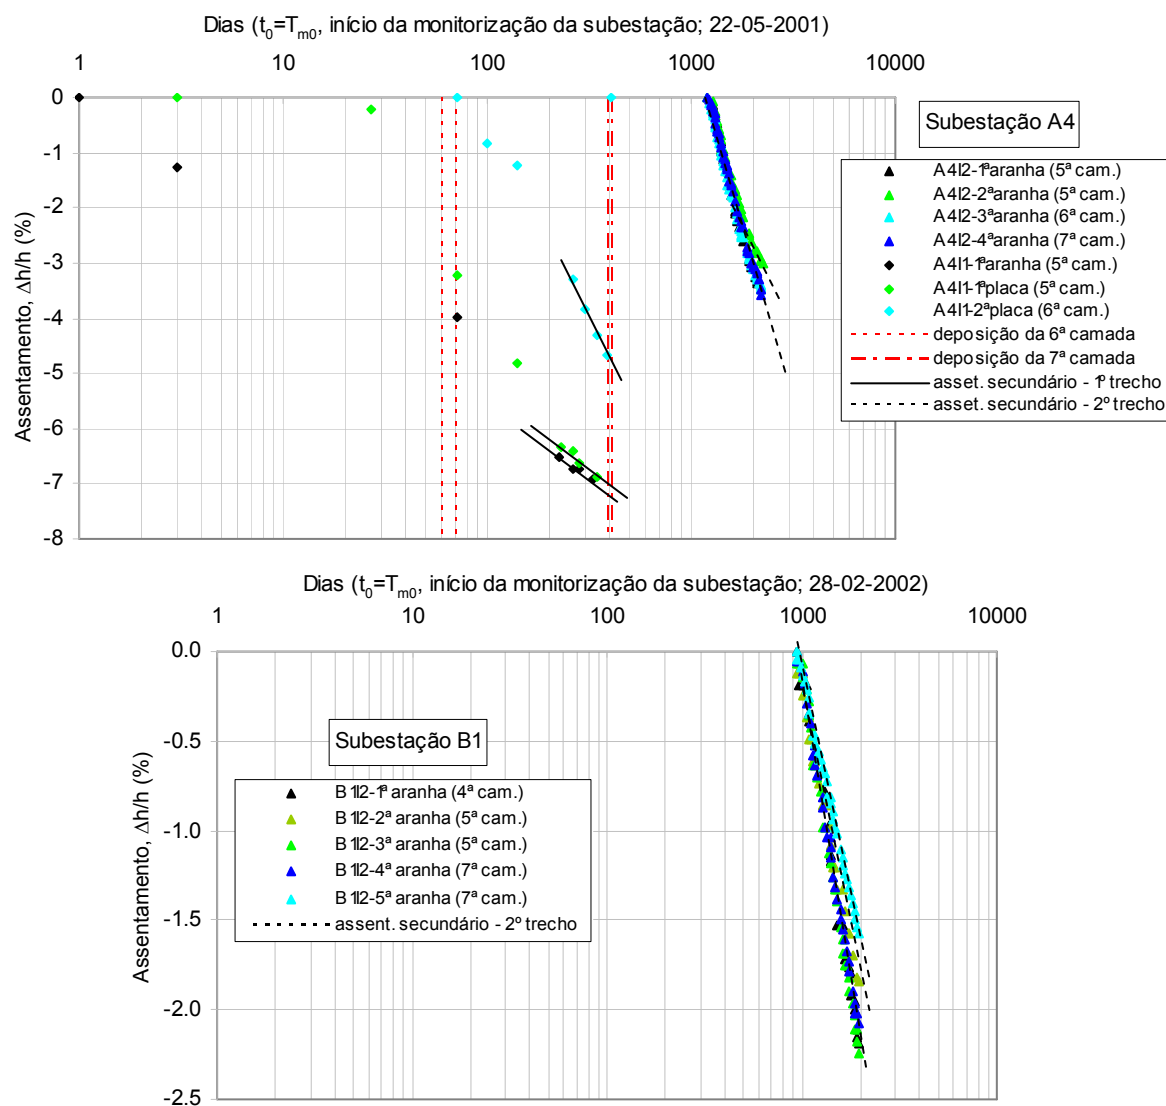 Dias (t0=Tm0, início da monitorização da subestação; 22-05-2001)
1 10 100 1000 10000
Assentamento, Δh/h (%)
0
-1
-2
-3
-4
-5
-6
-7
-8
Subestação A4
A4I2-1ªaranha (5ª cam.)
A4I2-2ªaranha (5ª cam.)
A4I2-3ªaranha (6ª cam.)
A4I2-4ªaranha (7ª cam.)
A4I1-1ªaranha (5ª cam.)
A4I1-1ªplaca (5ª cam.)
A4I1-2ªplaca (6ª cam.)
deposição da 6ª camada
deposição da 7ª camada
asset. secundário - 1º trecho
asset. secundário - 2º trecho
Dias (t0=Tm0, início da monitorização da subestação; 28-02-2002)
1 10 100 1000 10000
Assentamento, Δh/h (%)
0.0
-0.5
-1.0
-1.5
-2.0
-2.5
Subestação B1
B1I2-1ª aranha (4ª cam.)
B1I2-2ª aranha (5ª cam.)
B1I2-3ª aranha (5ª cam.)
B1I2-4ª aranha (7ª cam.)
B1I2-5ª aranha (7ª cam.)
assent. secundário - 2º trecho